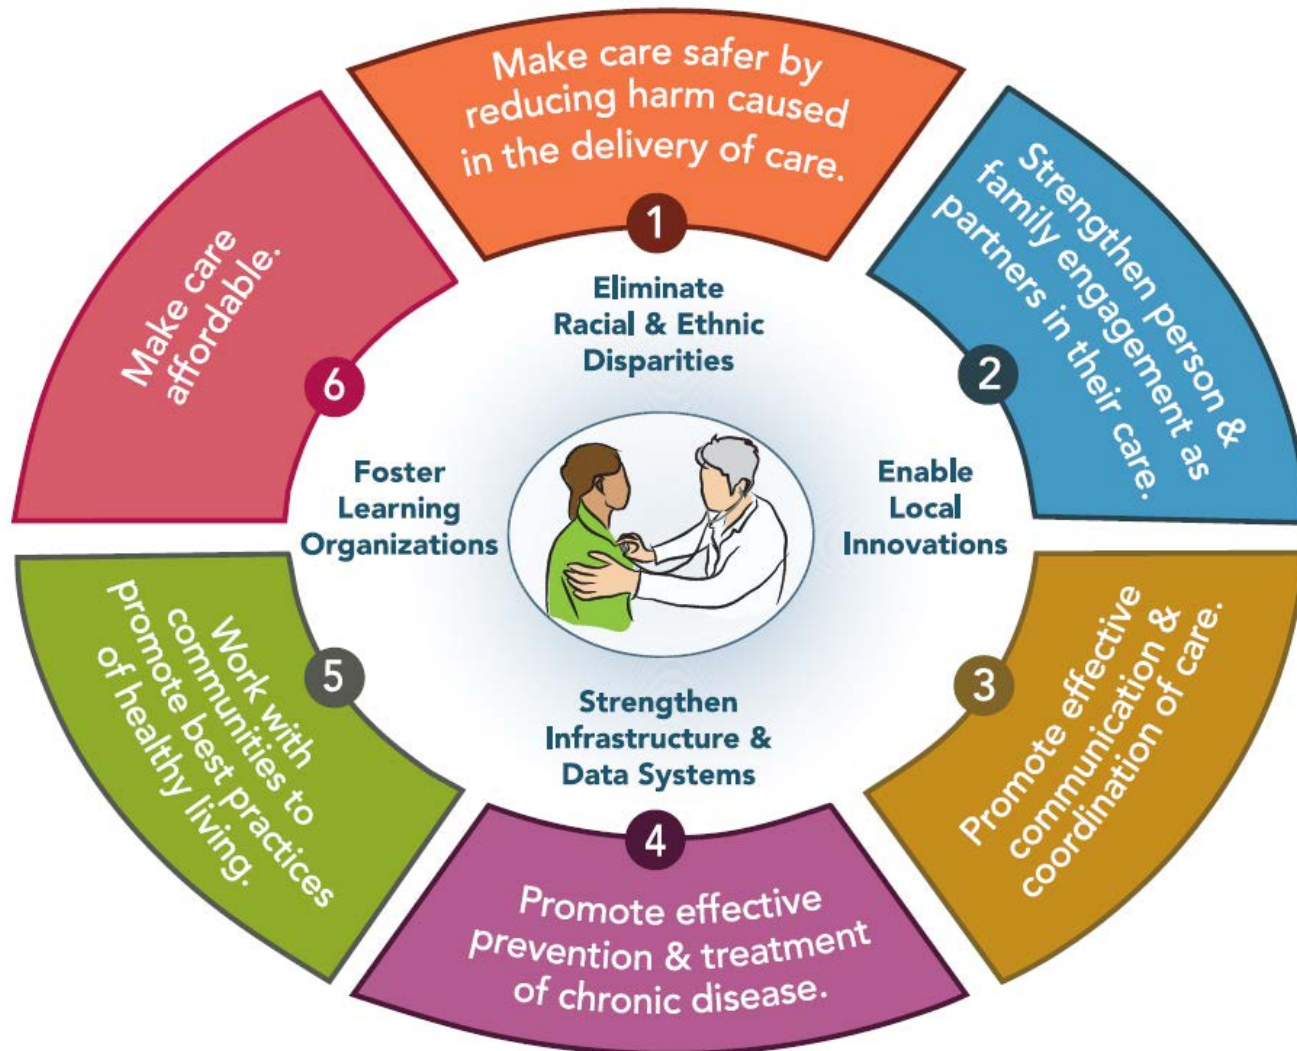 Make care safer by
reducing harm caused
in the delivery of care.
1
Strengthen person &
family engagement as
partners in their care.
2
Promote effective
communication &
coordination of care.
3
4
Promote effective
prevention & treatment
of chronic disease.
Work with
communities to
promote best practices
of healthy living.
5
Make care
affordable.
6
Eliminate
Racial & Ethnic
Disparities
Enable
Local
Innovations
Strengthen
Infrastructure &
Data Systems
Foster
Learning
Organizations